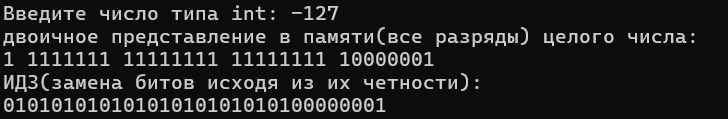 Введите число типа int: -127
двоичное представление в памяти(все разряды) целого числа:
1 1111111 11111111 11111111 10000001
ИДЗ(замена битов исходя из их четности):
01010101010101010101010100000001